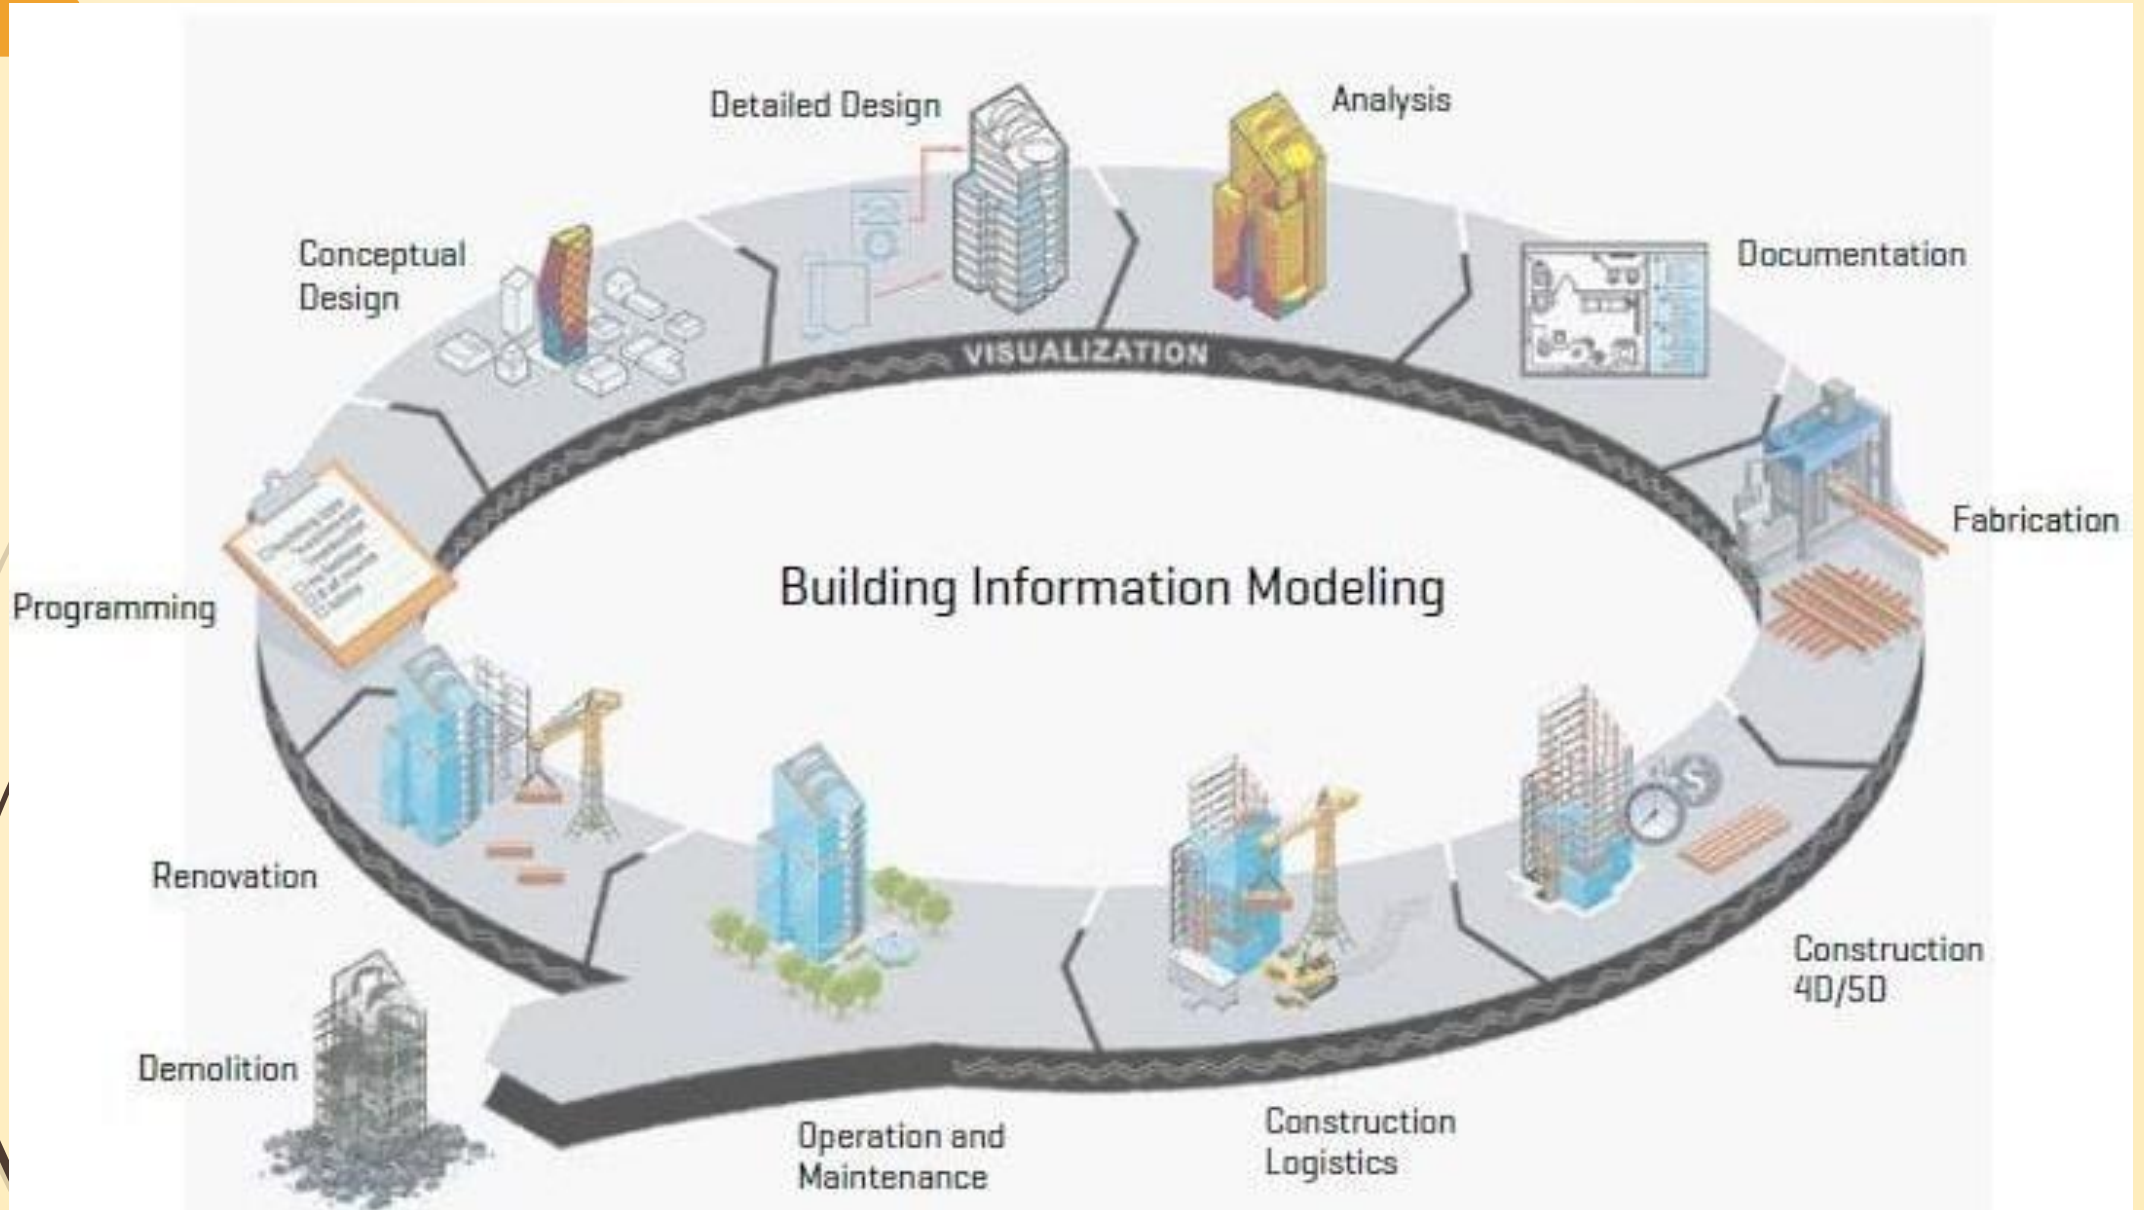 Detailed Design
Analysis
Conceptual
Design
Documentation
VISUALIZATION
Fabrication
Building Information Modeling
Programming
Renovation
Construction
4D/5D
Demolition
Operation and
Maintenance
Construction
Logistics
$